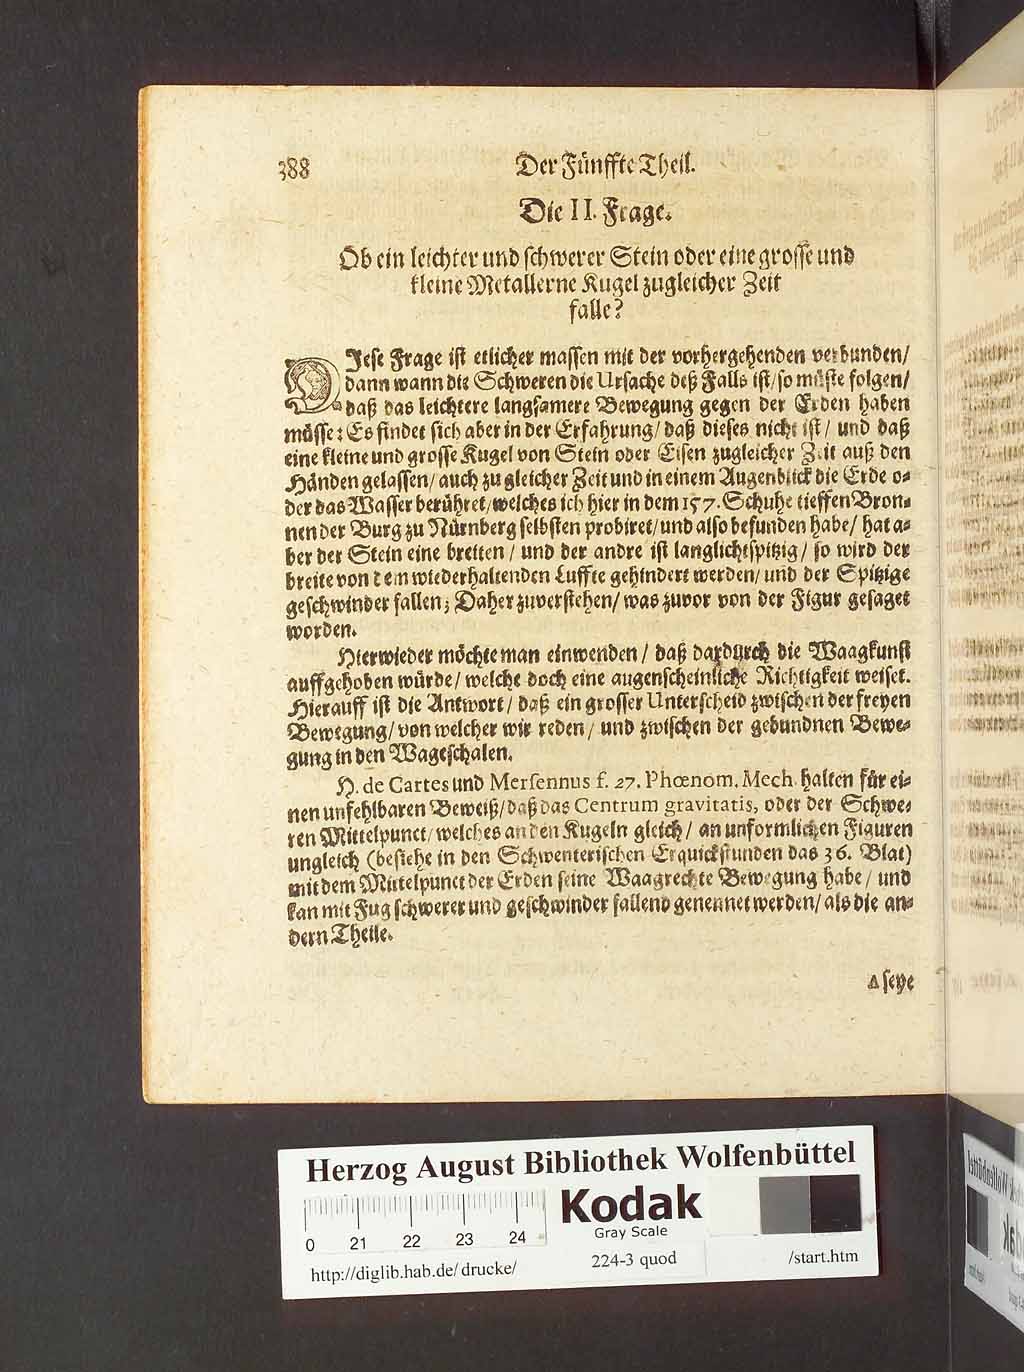 388 Der Fünffte Theil.
Die II. Frage.
Ob ein leichter und schwerer Stein oder eine grosse und
kleine Metallerne Kugel zugleicher Zeit
falle?
DIese Frage ist etlicher massen mit der vorhergehenden verbunden/
dann wann die Schweren die Ursache deß Falls ist/ so müste folgen/
daß das leichtere langsamere Bewegung gegen der Erden haben
müsse: Es findet sich aber in der Erfahrung/ daß dieses nicht ist/ und daß
eine kleine und grosse Kugel von Stein oder Eisen zugleicher Zeit auß den
Händen gelassen/ auch zu gleicher Zeit und in einem Augenblick die Erde o-
der das Wasser berühret/ welches ich hier in dem 157. Schuhe tieffen Bron-
nen der Burg zu Nürnberg selbsten probiret/ und also befunden habe/ hat a-
ber der Stein eine breiten/ und der andre ist langlichtspitzig/ so wird der
breite von dem wiederhaltenden Luffte gehindert werden/ und der Spitzige
geschwinder fallen; Daher zuverstehen/ was zuvor von der Figur gesaget
worden.
Hierwieder möchte man einwenden/ daß dardurch die Waagkunst
auffgehoben würde/ welche doch eine augenscheinliche Richtigkeit weiset.
Hierauff ist die Antwort/ daß ein grosser Unterscheid zwischen der freyen
Bewegung/ von welcher wir reden/ und zwischen der gebundnen Bewe-
gung in den Wageschalen.
H. de Cartes und Mersennus f. 27. Phœnom. Mech. halten für ei-
nen unfehlbaren Beweiß/ daß das Centrum gravitatis, oder der Schwe-
ren Mittelpunct/ welches an den Kugeln gleich/ an unformlichen Figuren
ungleich (besiehe in den Schwenterischen Erquickstunden das 36. Blat)
mit dem Mittelpunct der Erden seine Waagrechte Bewegung habe/ und
kan mit Fug schwerer und geschwinder fallend genennet werden/ als die an-
dern Theile.
A seye
Herzog August Bibliothek Wolfenbüttel
0 21 22 23 24
Kodak
Gray Scale
http://diglib.hab.de/drucke/ 224-3 quod /start.htm